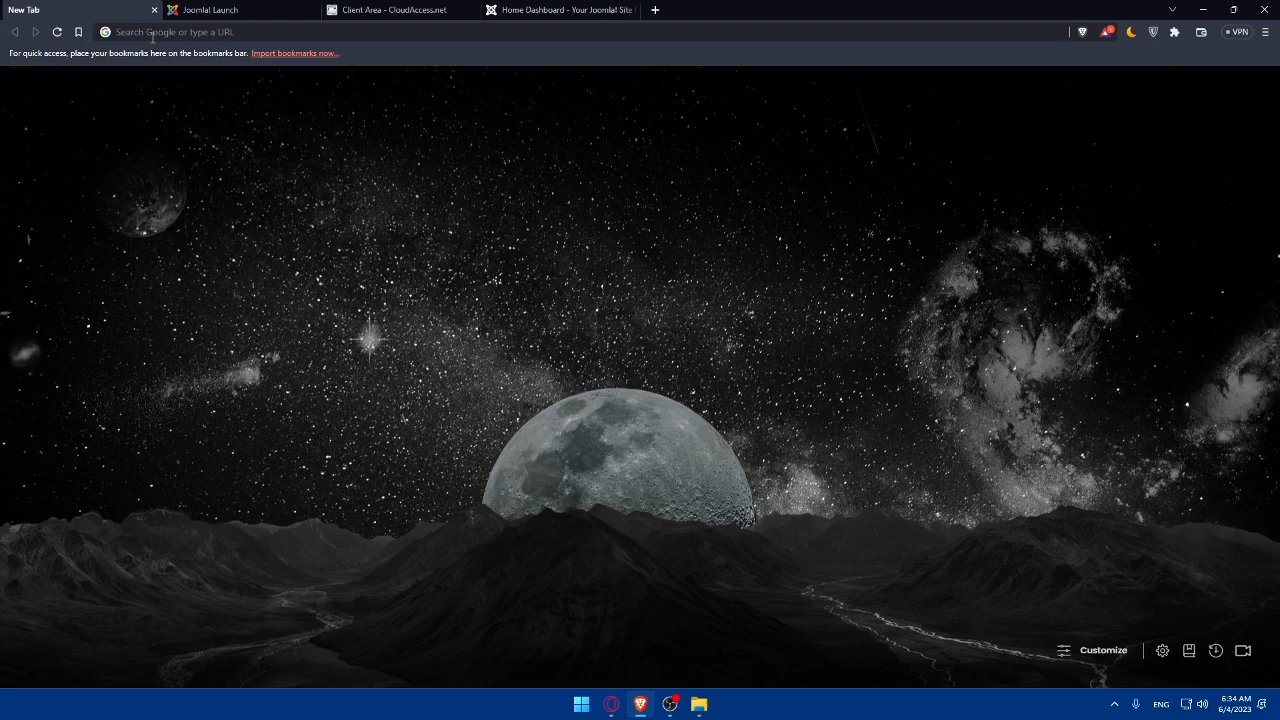 New Tab
Joomla! Launch
Client Area - CloudAccess.net
Home Dashboard - Your Joomla! Site
Search Google or type a URL
VPN
For quick access, place your bookmarks here on the bookmarks bar. Import bookmarks now...
Customize
ENG
6:34 AM
6/4/2023